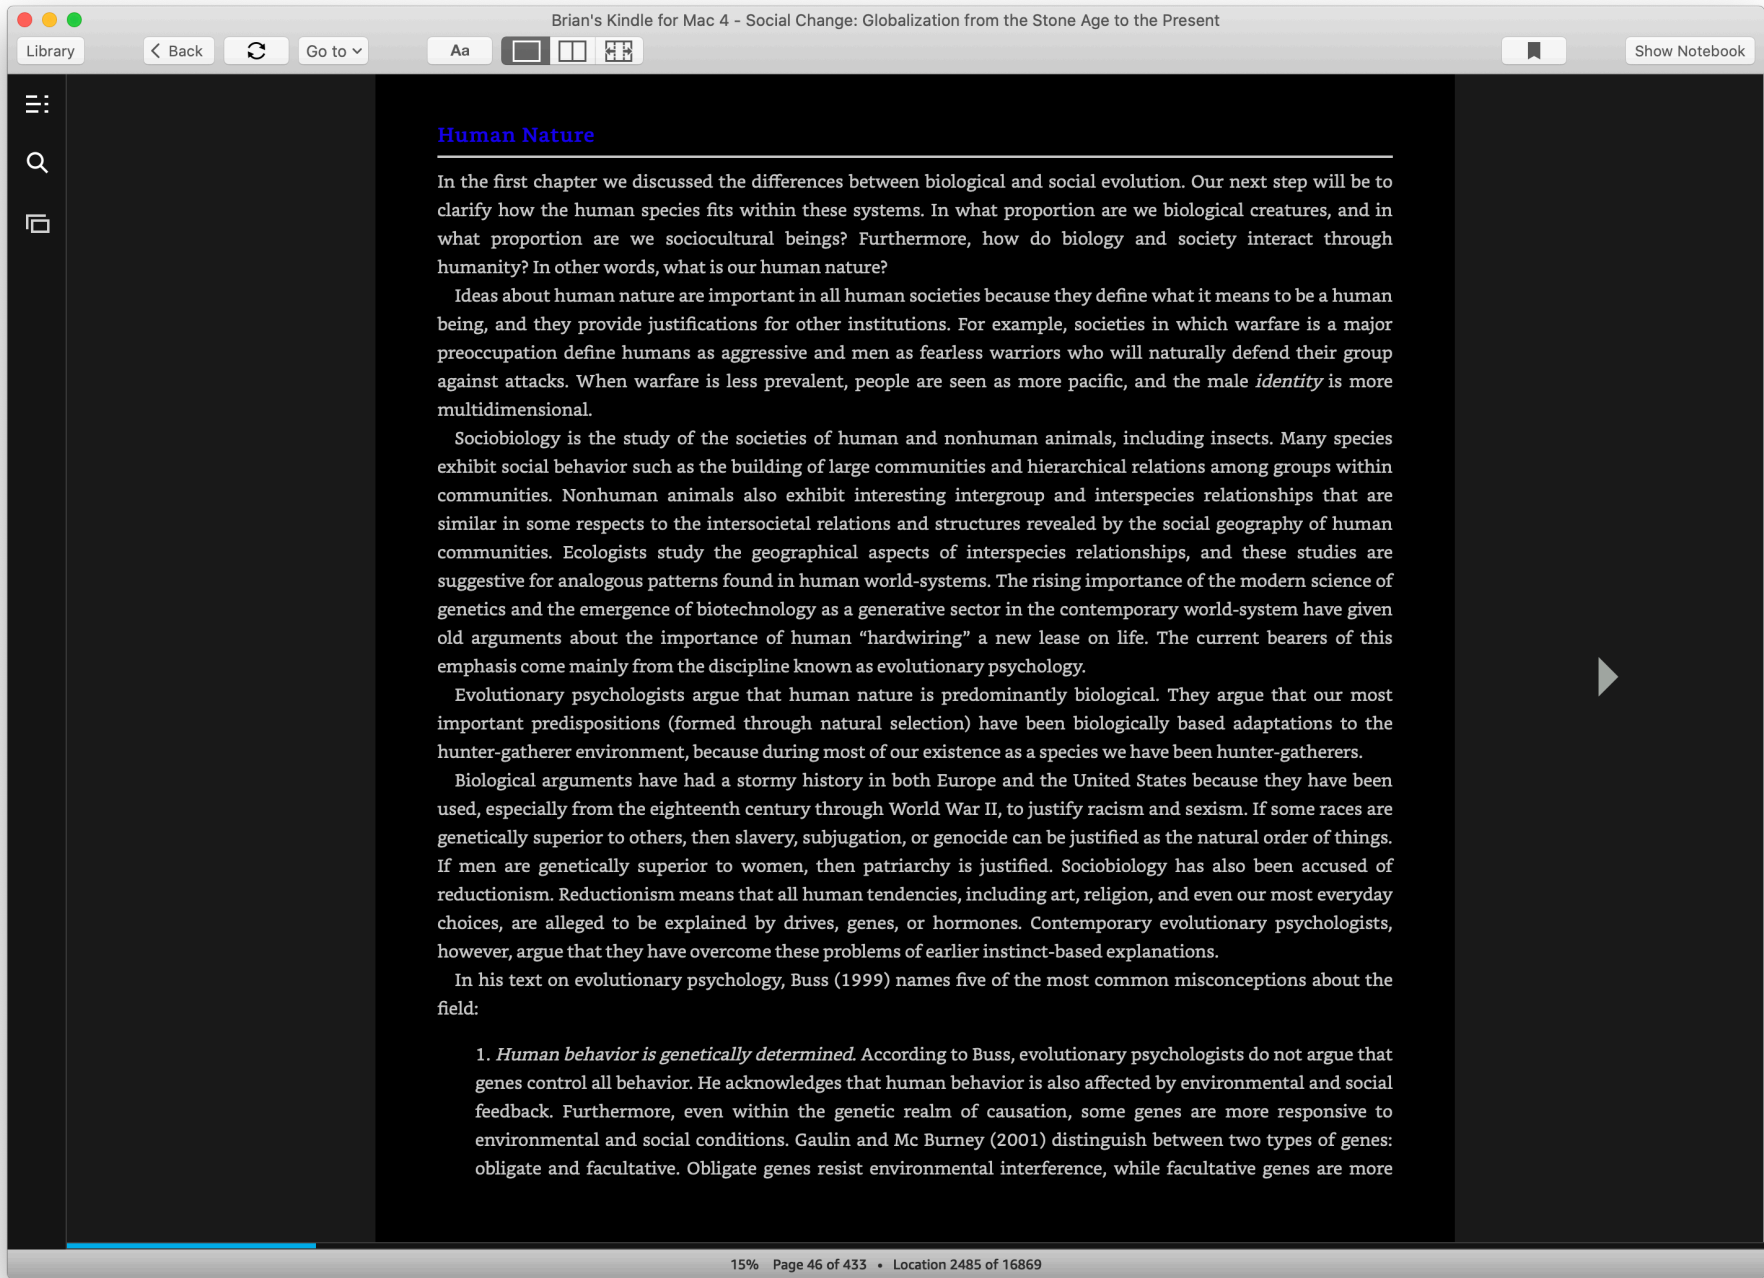 Brian's Kindle for Mac 4 - Social Change: Globalization from the Stone Age to the Present
Library
Back
Go to
Aa
Show Notebook
Human Nature
In the first chapter we discussed the differences between biological and social evolution. Our next step will be to
clarify how the human species fits within these systems. In what proportion are we biological creatures, and in
what proportion are we sociocultural beings? Furthermore, how do biology and society interact through
humanity? In other words, what is our human nature?
Ideas about human nature are important in all human societies because they define what it means to be a human
being, and they provide justifications for other institutions. For example, societies in which warfare is a major
preoccupation define humans as aggressive and men as fearless warriors who will naturally defend their group
against attacks. When warfare is less prevalent, people are seen as more pacific, and the male identity is more
multidimensional.
Sociobiology is the study of the societies of human and nonhuman animals, including insects. Many species
exhibit social behavior such as the building of large communities and hierarchical relations among groups within
communities. Nonhuman animals also exhibit interesting intergroup and interspecies relationships that are
similar in some respects to the intersocietal relations and structures revealed by the social geography of human
communities. Ecologists study the geographical aspects of interspecies relationships, and these studies are
suggestive for analogous patterns found in human world-systems. The rising importance of the modern science of
genetics and the emergence of biotechnology as a generative sector in the contemporary world-system have given
old arguments about the importance of human “hardwiring” a new lease on life. The current bearers of this
emphasis come mainly from the discipline known as evolutionary psychology.
Evolutionary psychologists argue that human nature is predominantly biological. They argue that our most
important predispositions (formed through natural selection) have been biologically based adaptations to the
hunter-gatherer environment, because during most of our existence as a species we have been hunter-gatherers.
Biological arguments have had a stormy history in both Europe and the United States because they have been
used, especially from the eighteenth century through World War II, to justify racism and sexism. If some races are
genetically superior to others, then slavery, subjugation, or genocide can be justified as the natural order of things.
If men are genetically superior to women, then patriarchy is justified. Sociobiology has also been accused of
reductionism. Reductionism means that all human tendencies, including art, religion, and even our most everyday
choices, are alleged to be explained by drives, genes, or hormones. Contemporary evolutionary psychologists,
however, argue that they have overcome these problems of earlier instinct-based explanations.
In his text on evolutionary psychology, Buss (1999) names five of the most common misconceptions about the
field:
1. Human behavior is genetically determined. According to Buss, evolutionary psychologists do not argue that
genes control all behavior. He acknowledges that human behavior is also affected by environmental and social
feedback. Furthermore, even within the genetic realm of causation, some genes are more responsive to
environmental and social conditions. Gaulin and Mc Burney (2001) distinguish between two types of genes:
obligate and facultative. Obligate genes resist environmental interference, while facultative genes are more
15% Page 46 of 433 • Location 2485 of 16869